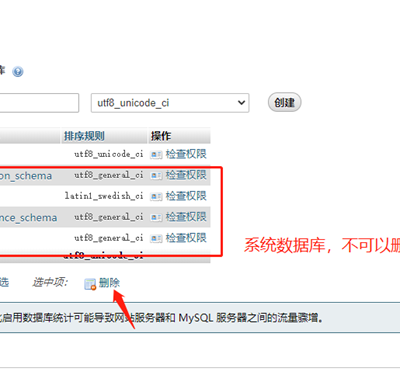 库
utf8_unicode_ci 创建
排序规则 操作
utf8_unicode_ci 检查权限
on_schema utf8_general_ci 检查权限
latin1_swedish_ci 检查权限
nce_schema utf8_general_ci 检查权限
utf8_general_ci 检查权限
utf8_unicode_ci
系统数据库，不可以删
选 选中项： 删除
启用数据库统计可能导致网站服务器和 MySQL 服务器之间的流量骤增。